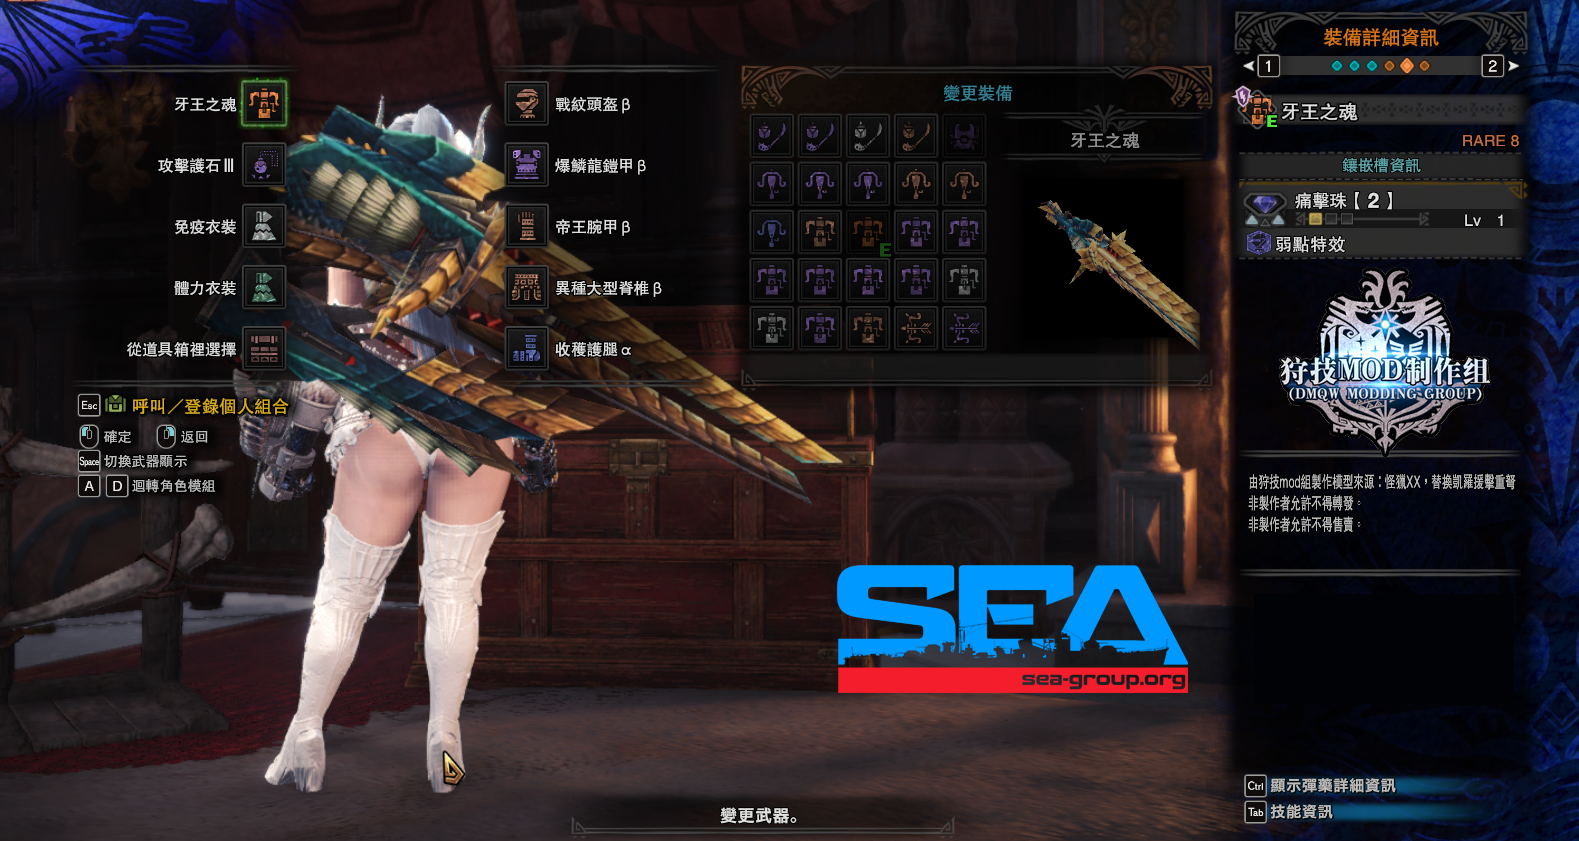 牙王之魂
攻擊護石Ⅲ
免疫衣裝
體力衣裝
從道具箱裡選擇
戰紋頭盔β
爆鱗龍鎧甲β
帝王腕甲β
異種大型脊椎β
收穫護腿α
Esc 呼叫／登錄個人組合
確定 返回
Space 切換武器顯示
A D 迴轉角色模組
變更裝備
牙王之魂
E
裝備詳細資訊
1 2
E 牙王之魂
RARE 8
鑲嵌槽資訊
痛擊珠【2】
Lv 1
弱點特效
狩技MOD制作组
(DMQW MODDING GROUP)
由狩技mod組製作模型來源：怪獵XX，替換凱羅援擊重弩
非製作者允許不得轉發。
非製作者允許不得售賣。
SEA
sea-group.org
Ctrl 顯示彈藥詳細資訊
Tab 技能資訊
變更武器。